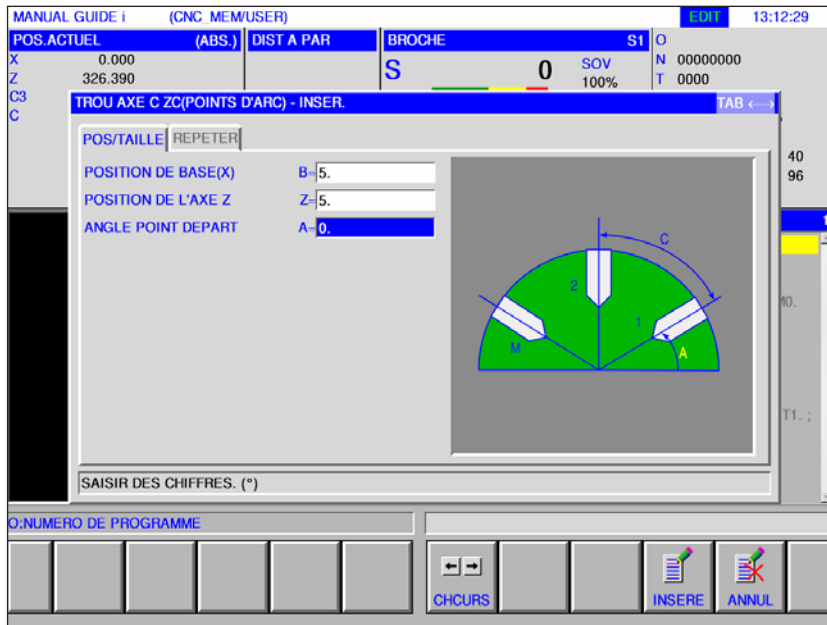 MANUAL GUIDE i (CNC_MEM/USER) EDIT 13:12:29
POS.ACTUEL (ABS.) DIST A PAR BROCHE S1 O
X 0.000 S 0 SOV 100% N 00000000
Z 326.390 T 0000
C3
C
TROU AXE C ZC(POINTS D'ARC) - INSER. TAB ←→
POS/TAILLE REPETER
POSITION DE BASE(X) B= 5.
POSITION DE L'AXE Z Z= 5.
ANGLE POINT DEPART A= 0.
C
2
1
M
A
40
96
1
M0.
T1. ;
SAISIR DES CHIFFRES. (°)
O:NUMERO DE PROGRAMME
CHCURS INSERE ANNUL